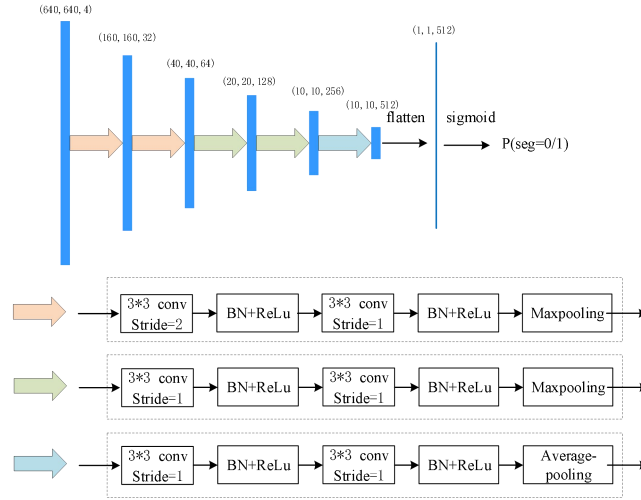 (640,640,4)
(160,160,32)
(40,40,64)
(20,20,128)
(10,10,256)
(10,10,512)
(1,1,512)
flatten
sigmoid
P(seg=0/1)
3*3 conv
Stride=2
BN+ReLu
3*3 conv
Stride=1
BN+ReLu
Maxpooling
3*3 conv
Stride=1
BN+ReLu
3*3 conv
Stride=1
BN+ReLu
Maxpooling
3*3 conv
Stride=1
BN+ReLu
3*3 conv
Stride=1
BN+ReLu
Average-
pooling